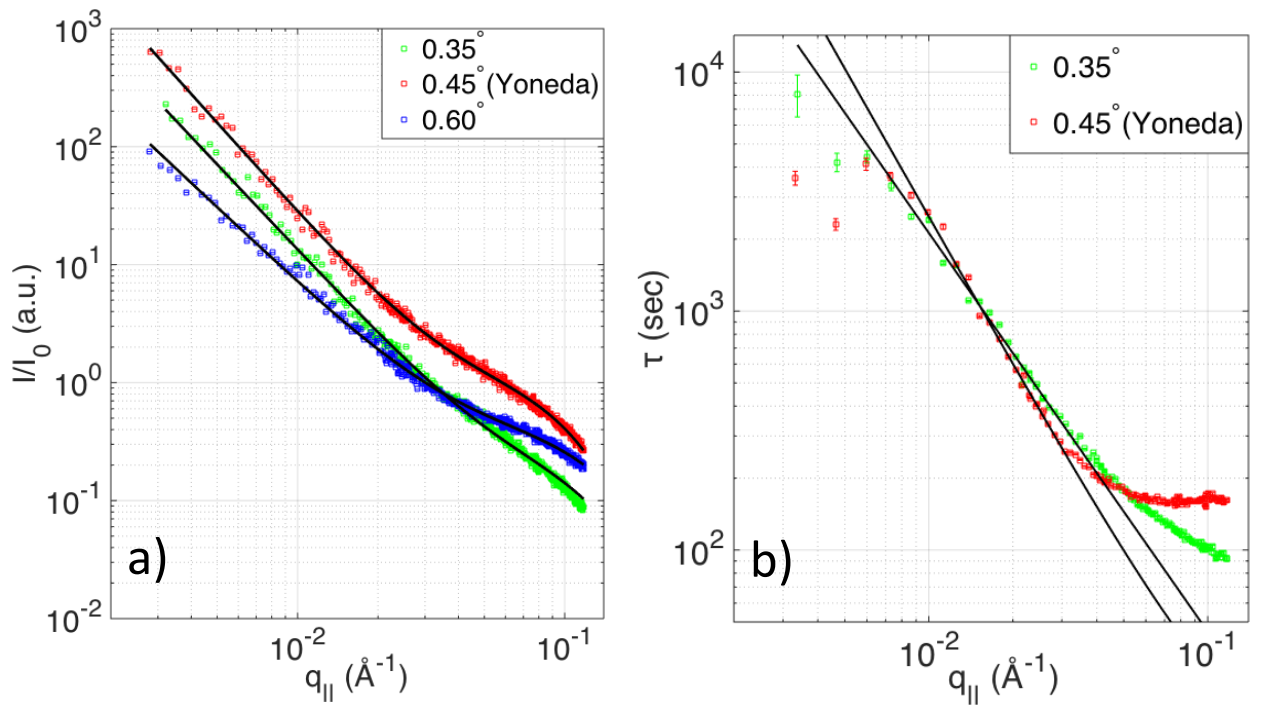 10³
10²
10¹
10⁰
10⁻¹
10⁻²
I/I₀ (a.u.)
0.35°
0.45° (Yoneda)
0.60°
a)
10⁻²
10⁻¹
q|| (Å⁻¹)
10⁴
10³
10²
τ (sec)
0.35°
0.45° (Yoneda)
b)
10⁻²
10⁻¹
q|| (Å⁻¹)